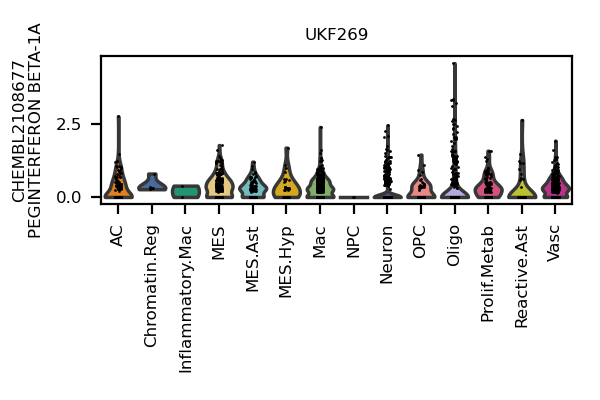 UKF269
CHEMBL2108677
PEGINTERFERON BETA-1A
2.5
0.0
AC
Chromatin.Reg
Inflammatory.Mac
MES
MES.Ast
MES.Hyp
Mac
NPC
Neuron
OPC
Oligo
Prolif.Metab
Reactive.Ast
Vasc